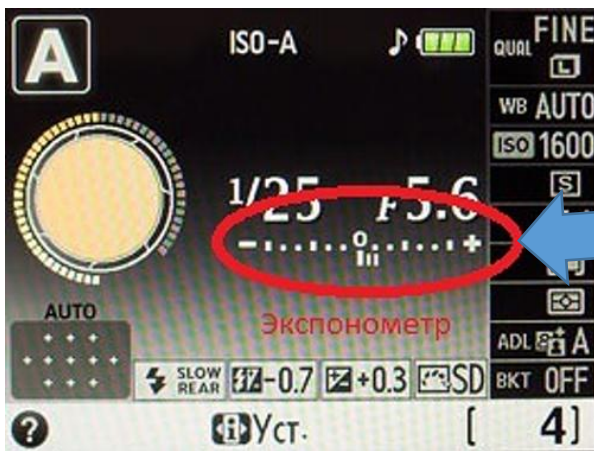 A ISO-A QUAL FINE
L
WB AUTO
ISO 1600
S
1/25 F5.6
- 0 +
Экспонометр
AUTO
ADL A
SLOW REAR -0.7 +0.3 SD BKT OFF
? i Уст. [ 4]